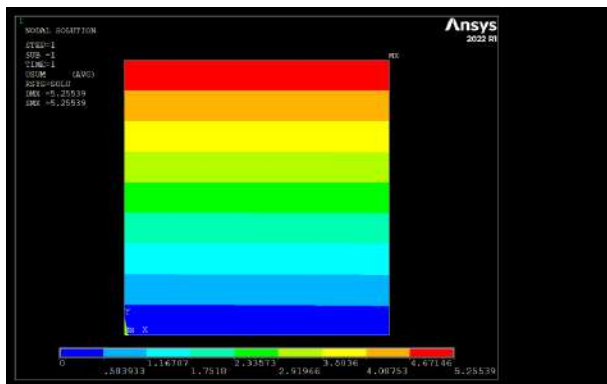 1
NODAL SOLUTION
STEP=1
SUB =1
TIME=1
USUM (AVG)
RSYS=SOLU
DMX =5.25539
SMX =5.25539
Ansys
2022 R1
MX
Y
X
0
.583933
1.16787
1.7518
2.33573
2.91966
3.5036
4.08753
4.67146
5.25539